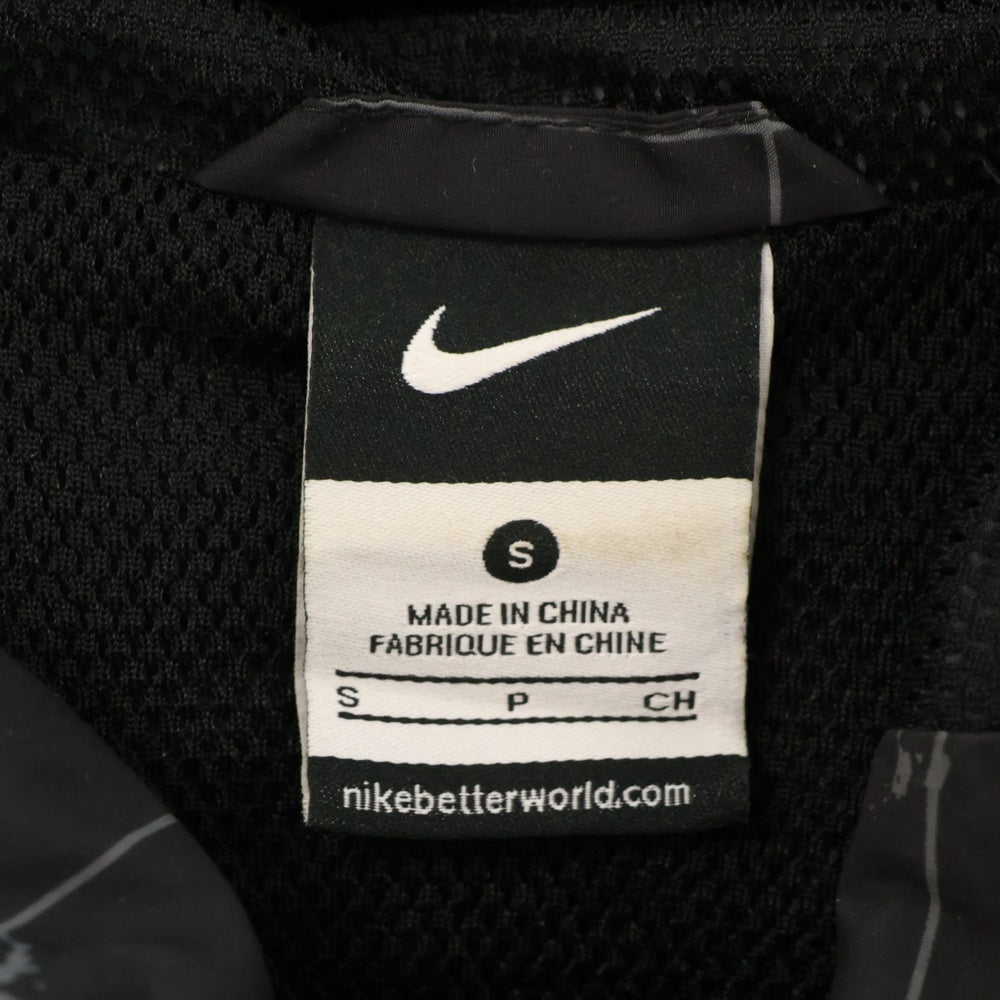 S
MADE IN CHINA
FABRIQUE EN CHINE
S P CH
nikebetterworld.com